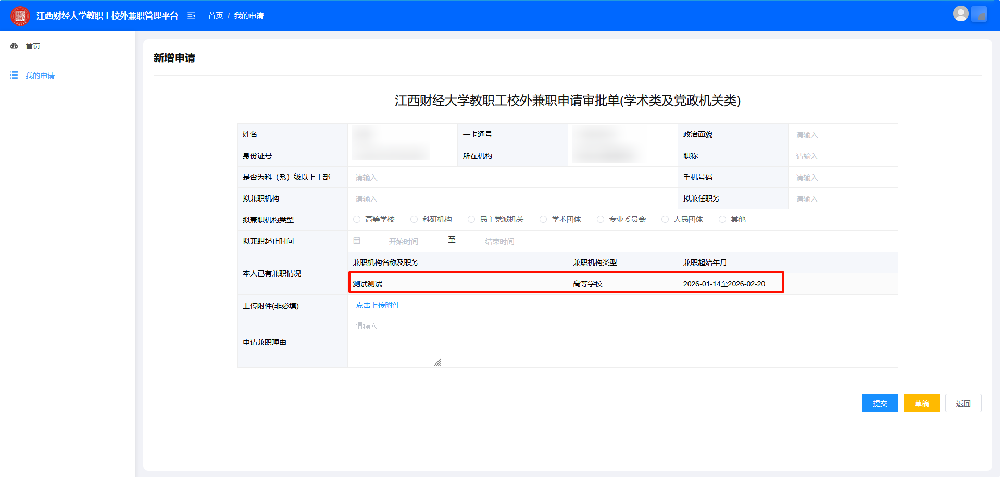 江西财经大学教职工校外兼职管理平台 首页 / 我的申请
首页
我的申请
新增申请
江西财经大学教职工校外兼职申请审批单(学术类及党政机关类)
姓名 一卡通号 政治面貌 请输入
身份证号 所在机构 职称 请输入
是否为科（系）级以上干部 请输入 手机号码 请输入
拟兼职机构 请输入 拟兼任职务 请输入
拟兼职机构类型 高等学校 科研机构 民主党派机关 学术团体 专业委员会 人民团体 其他
拟兼职起止时间 开始时间 至 结束时间
本人已有兼职情况 兼职机构名称及职务 兼职机构类型 兼职起始年月
测试测试 高等学校 2026-01-14至2026-02-20
上传附件(非必填) 点击上传附件
申请兼职理由 请输入
提交 草稿 返回